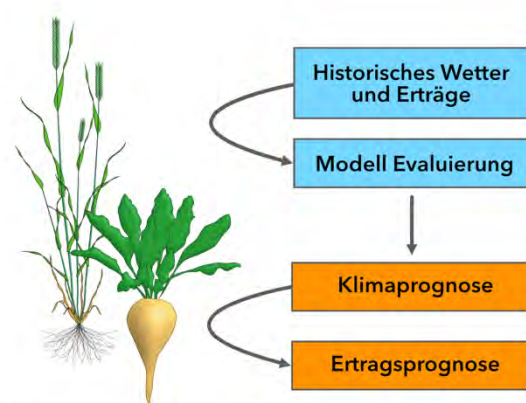 Historisches Wetter
und Erträge
Modell Evaluierung
Klimaprognose
Ertragsprognose